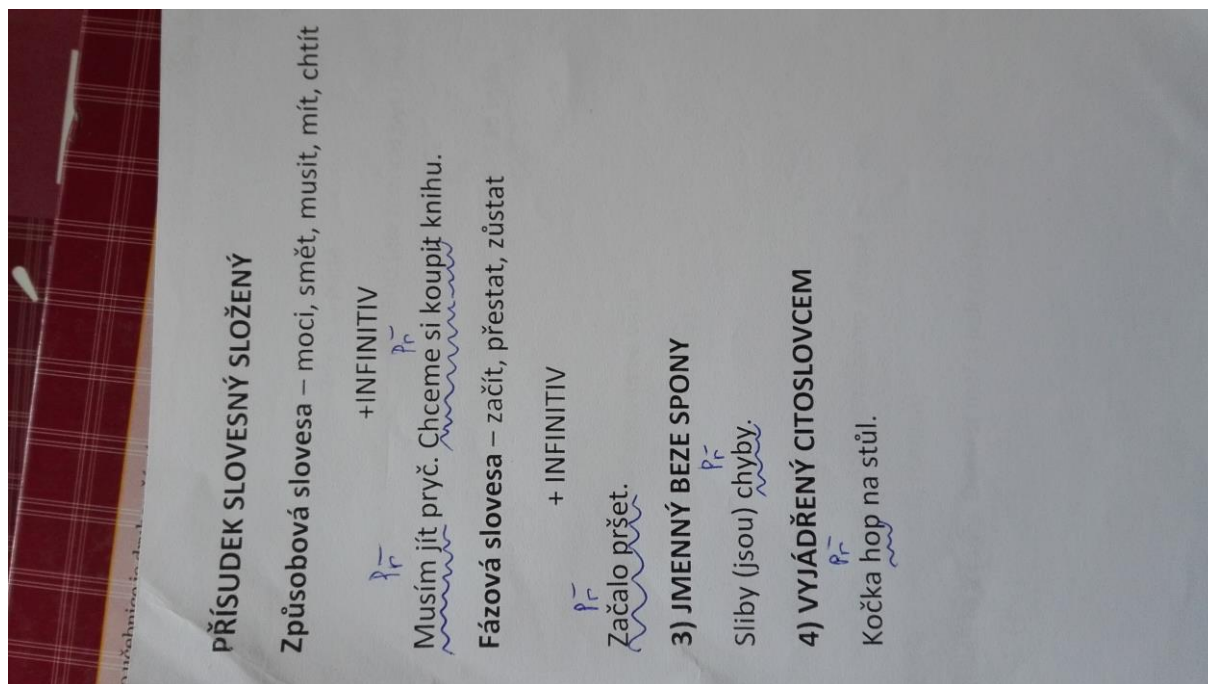 PŘÍSUDEK SLOVESNÝ SLOŽENÝ
Způsobová slovesa – moci, smět, musit, mít, chtít
+INFINITIV
Př Př
Musím jít pryč. Chceme si koupit knihu.
Fázová slovesa – začít, přestat, zůstat
+ INFINITIV
Př
Začalo pršet.
3) JMENNÝ BEZE SPONY
Př
Sliby (jsou) chyby.
4) VYJÁDŘENÝ CITOSLOVCEM
Př
Kočka hop na stůl.